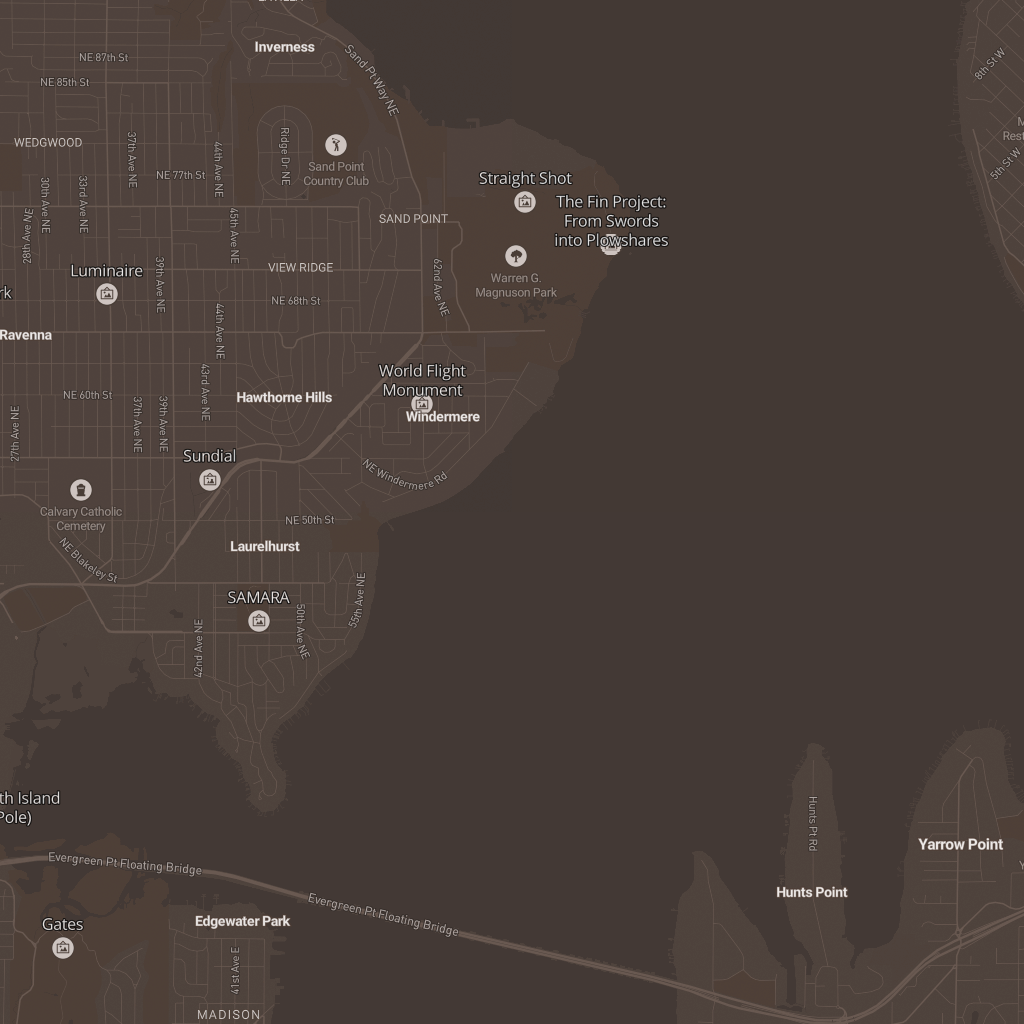 Inverness
Sand Pt Way NE
NE 87th St
NE 85th St
8th St W
WEDGWOOD
37th Ave NE
44th Ave NE
Ridge Dr NE
Sand Point
Country Club
5th St W
NE 77th St
30th Ave NE
33rd Ave NE
Straight Shot
The Fin Project:
From Swords
into Plowshares
28th Ave NE
45th Ave NE
SAND POINT
Luminaire
39th Ave NE
VIEW RIDGE
62nd Ave NE
Warren G.
Magnuson Park
NE 68th St
44th Ave NE
Ravenna
World Flight
Monument
Windermere
NE 60th St
43rd Ave NE
Hawthorne Hills
27th Ave NE
37th Ave NE
39th Ave NE
Sundial
NE Windermere Rd
Calvary Catholic
Cemetery
NE 50th St
Laurelhurst
NE Blakeley St
SAMARA
42nd Ave NE
50th Ave NE
55th Ave NE
th Island
Pole)
Hunts Pt Rd
Yarrow Point
Hunts Point
Evergreen Pt Floating Bridge
Evergreen Pt Floating Bridge
Gates
Edgewater Park
41st Ave E
MADISON